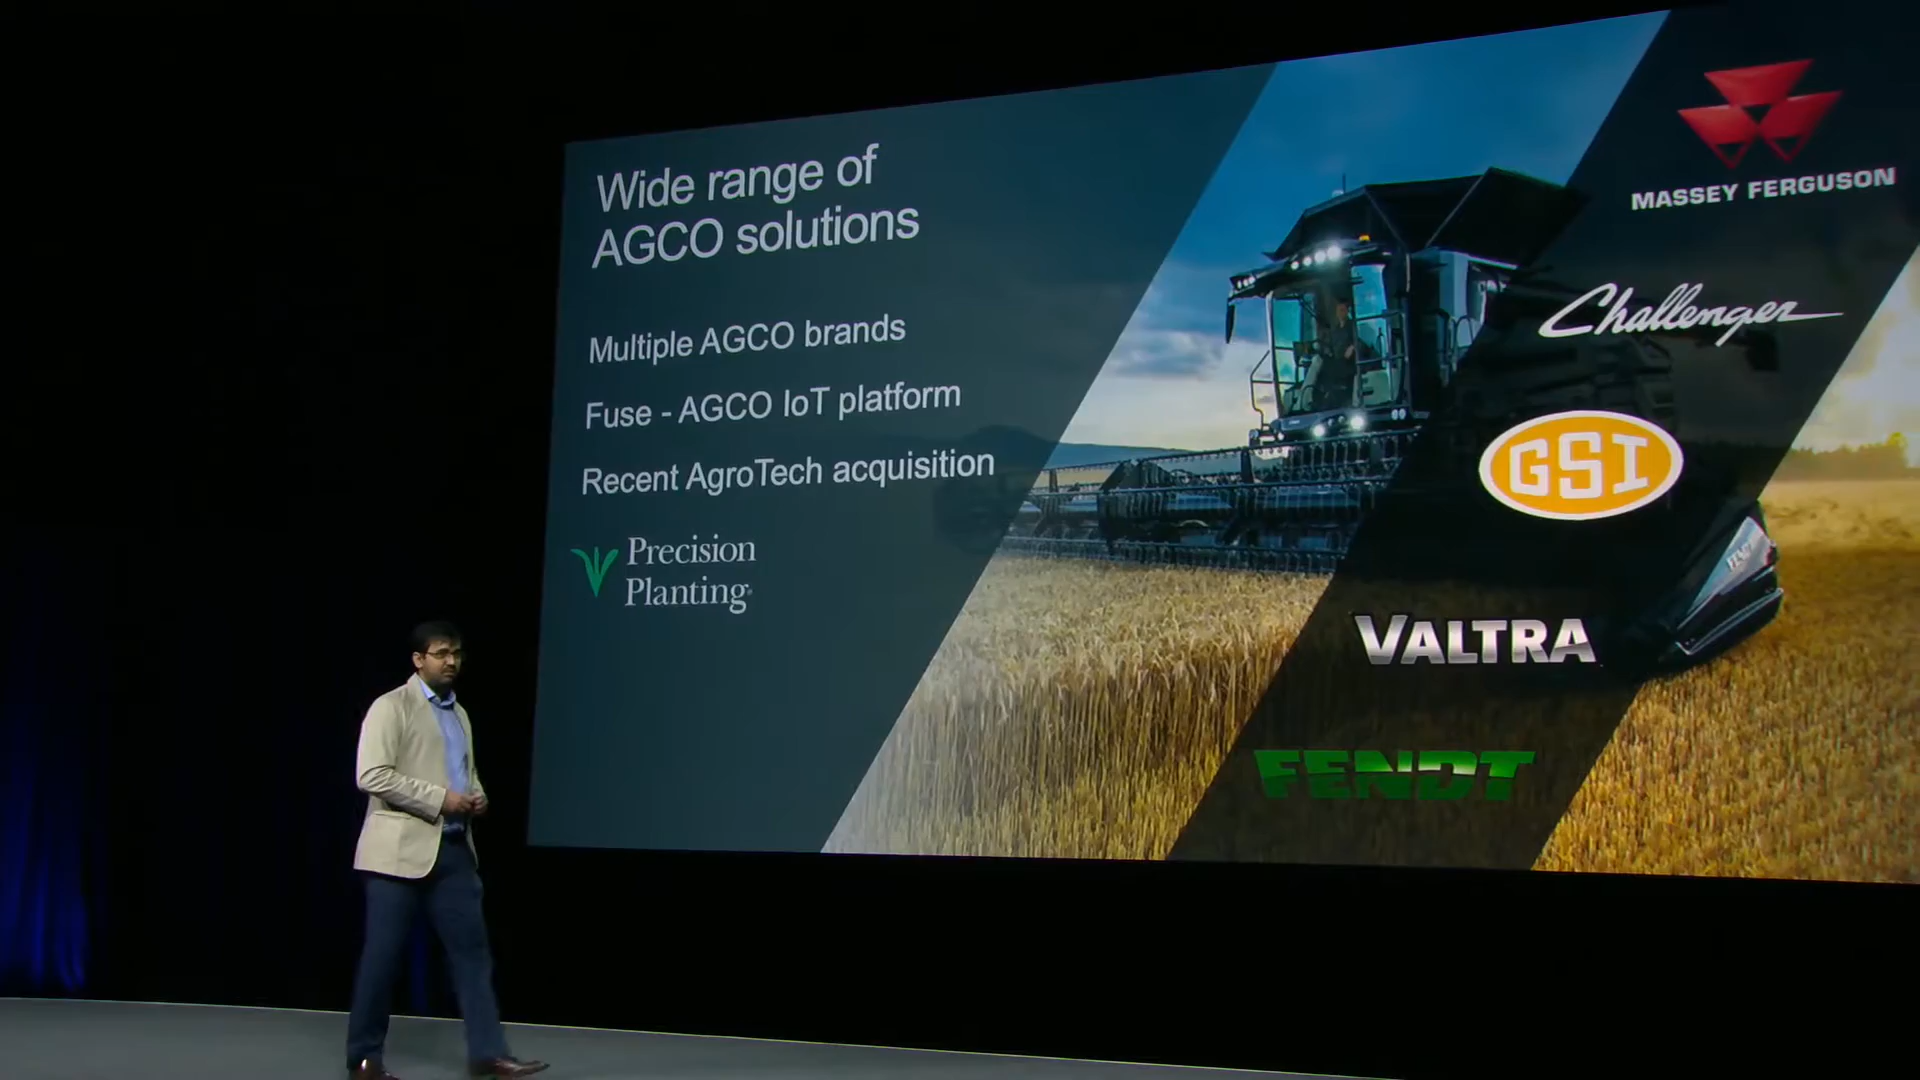 Wide range of
AGCO solutions
Multiple AGCO brands
Fuse - AGCO IoT platform
Recent AgroTech acquisition
Precision
Planting
MASSEY FERGUSON
Challenger
GSI
VALTRA
FENDT
FENDT